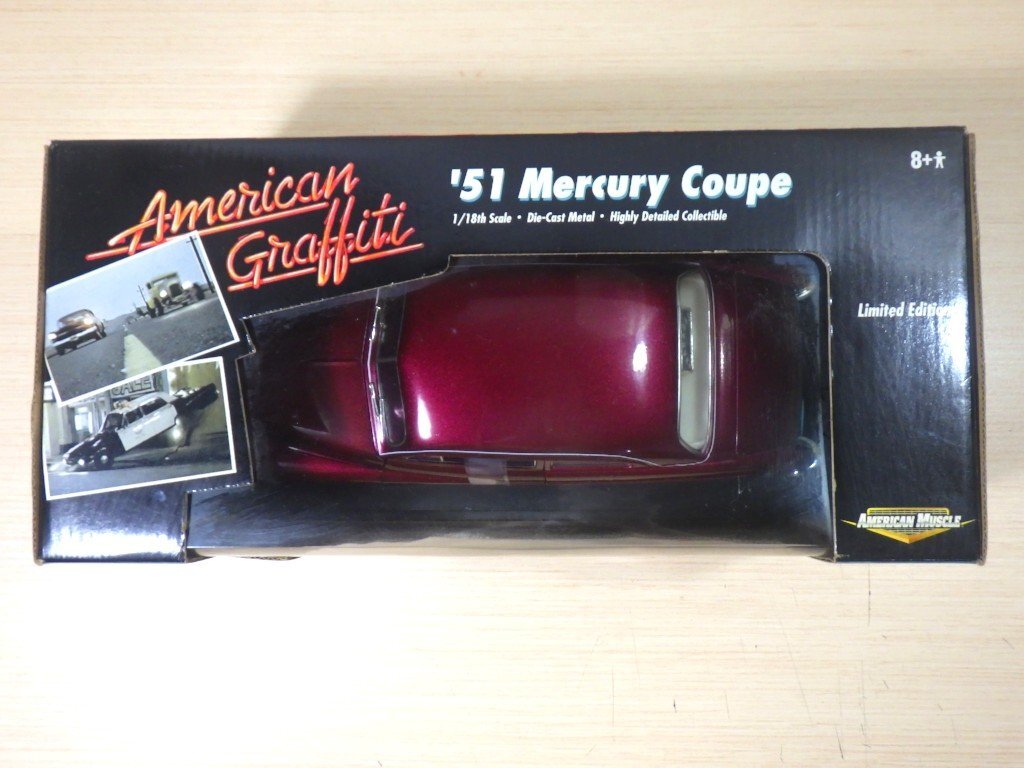 American
Graffiti
'51 Mercury Coupe
1/18th Scale • Die-Cast Metal • Highly Detailed Collectible
8+
Limited Edition
SALE
AMERICAN MUSCLE